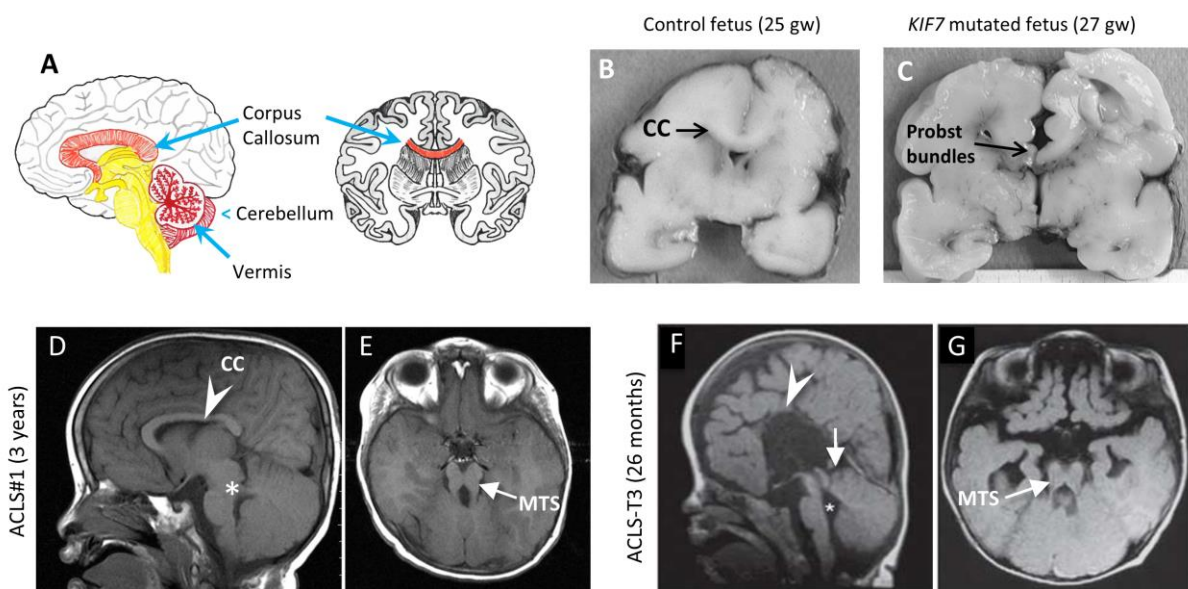 Control fetus (25 gw)
KIF7 mutated fetus (27 gw)
A
Corpus
Callosum
< Cerebellum
Vermis
B
CC
C
Probst
bundles
ACLS#1 (3 years)
D
CC
*
E
MTS
ACLS-T3 (26 months)
F
*
G
MTS